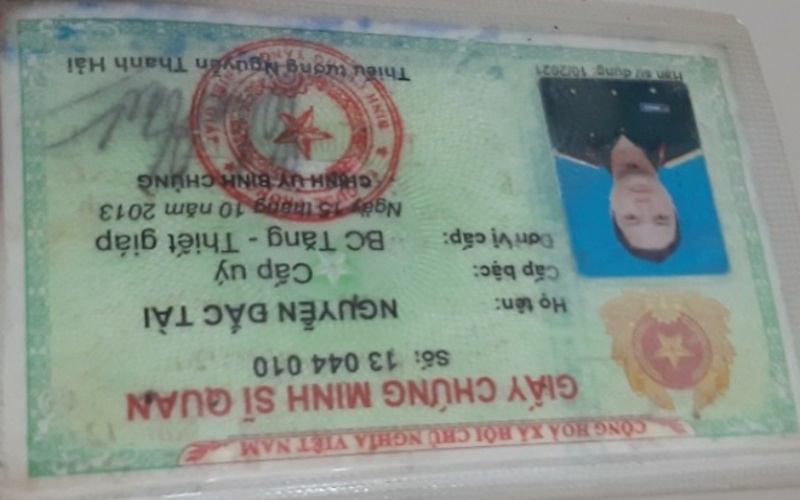 CỘNG HOÀ XÃ HỘI CHỦ NGHĨA VIỆT NAM
GIẤY CHỨNG MINH SĨ QUAN
Số: 13 044 010
Họ tên: NGUYỄN ĐẮC TÀI
Cấp bậc: Cấp uý
Đơn vị cấp: BC Tăng - Thiết giáp
Ngày 15 tháng 10 năm 2013
CHÍNH UỶ BINH CHỦNG
Hạn sử dụng: 10/2021
Thiếu tướng Nguyễn Thanh Hải